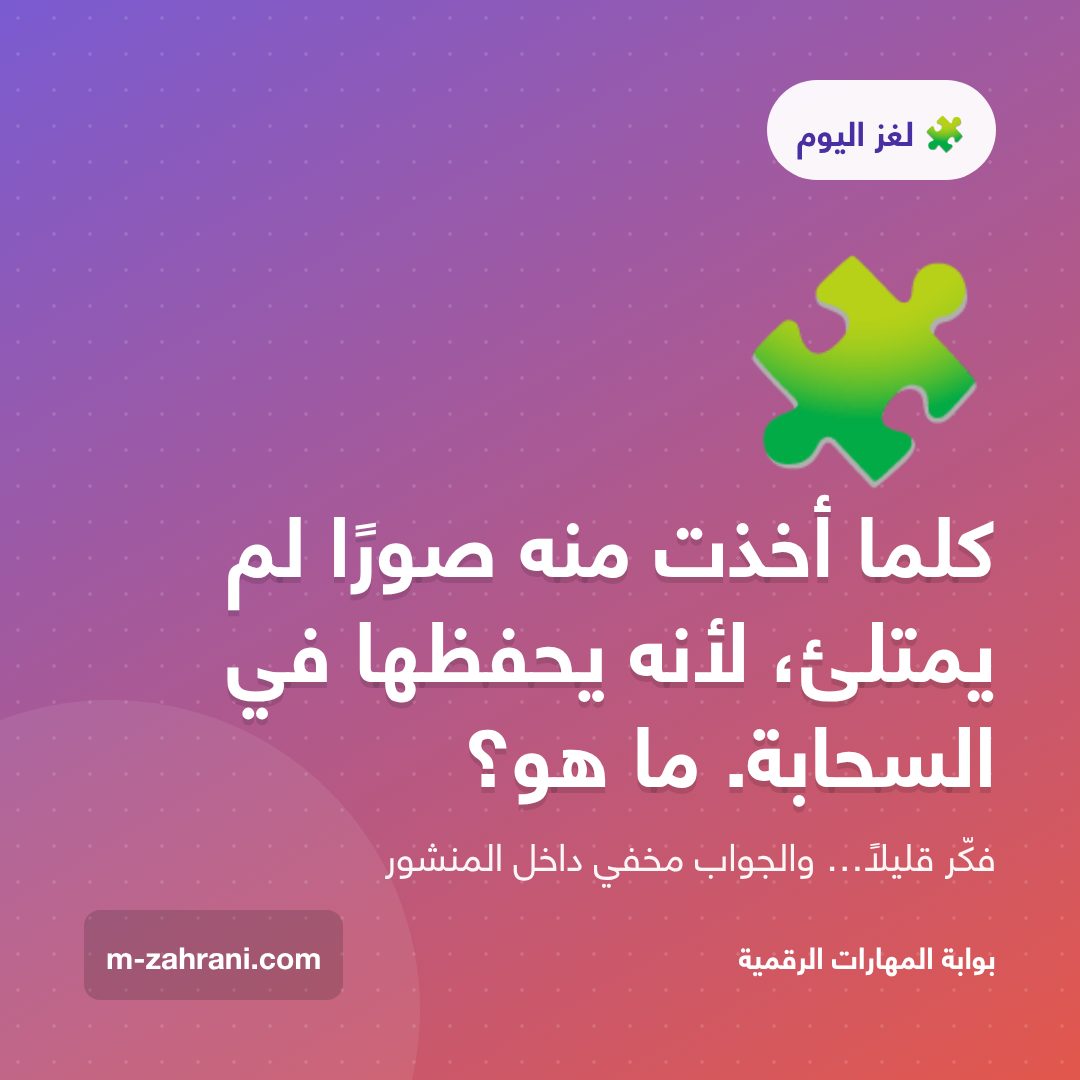 لغز اليوم
كلما أخذت منه صورًا لم
يمتلئ، لأنه يحفظها في
السحابة. ما هو؟
فكّر قليلاً... والجواب مخفي داخل المنشور
بوابة المهارات الرقمية
m-zahrani.com